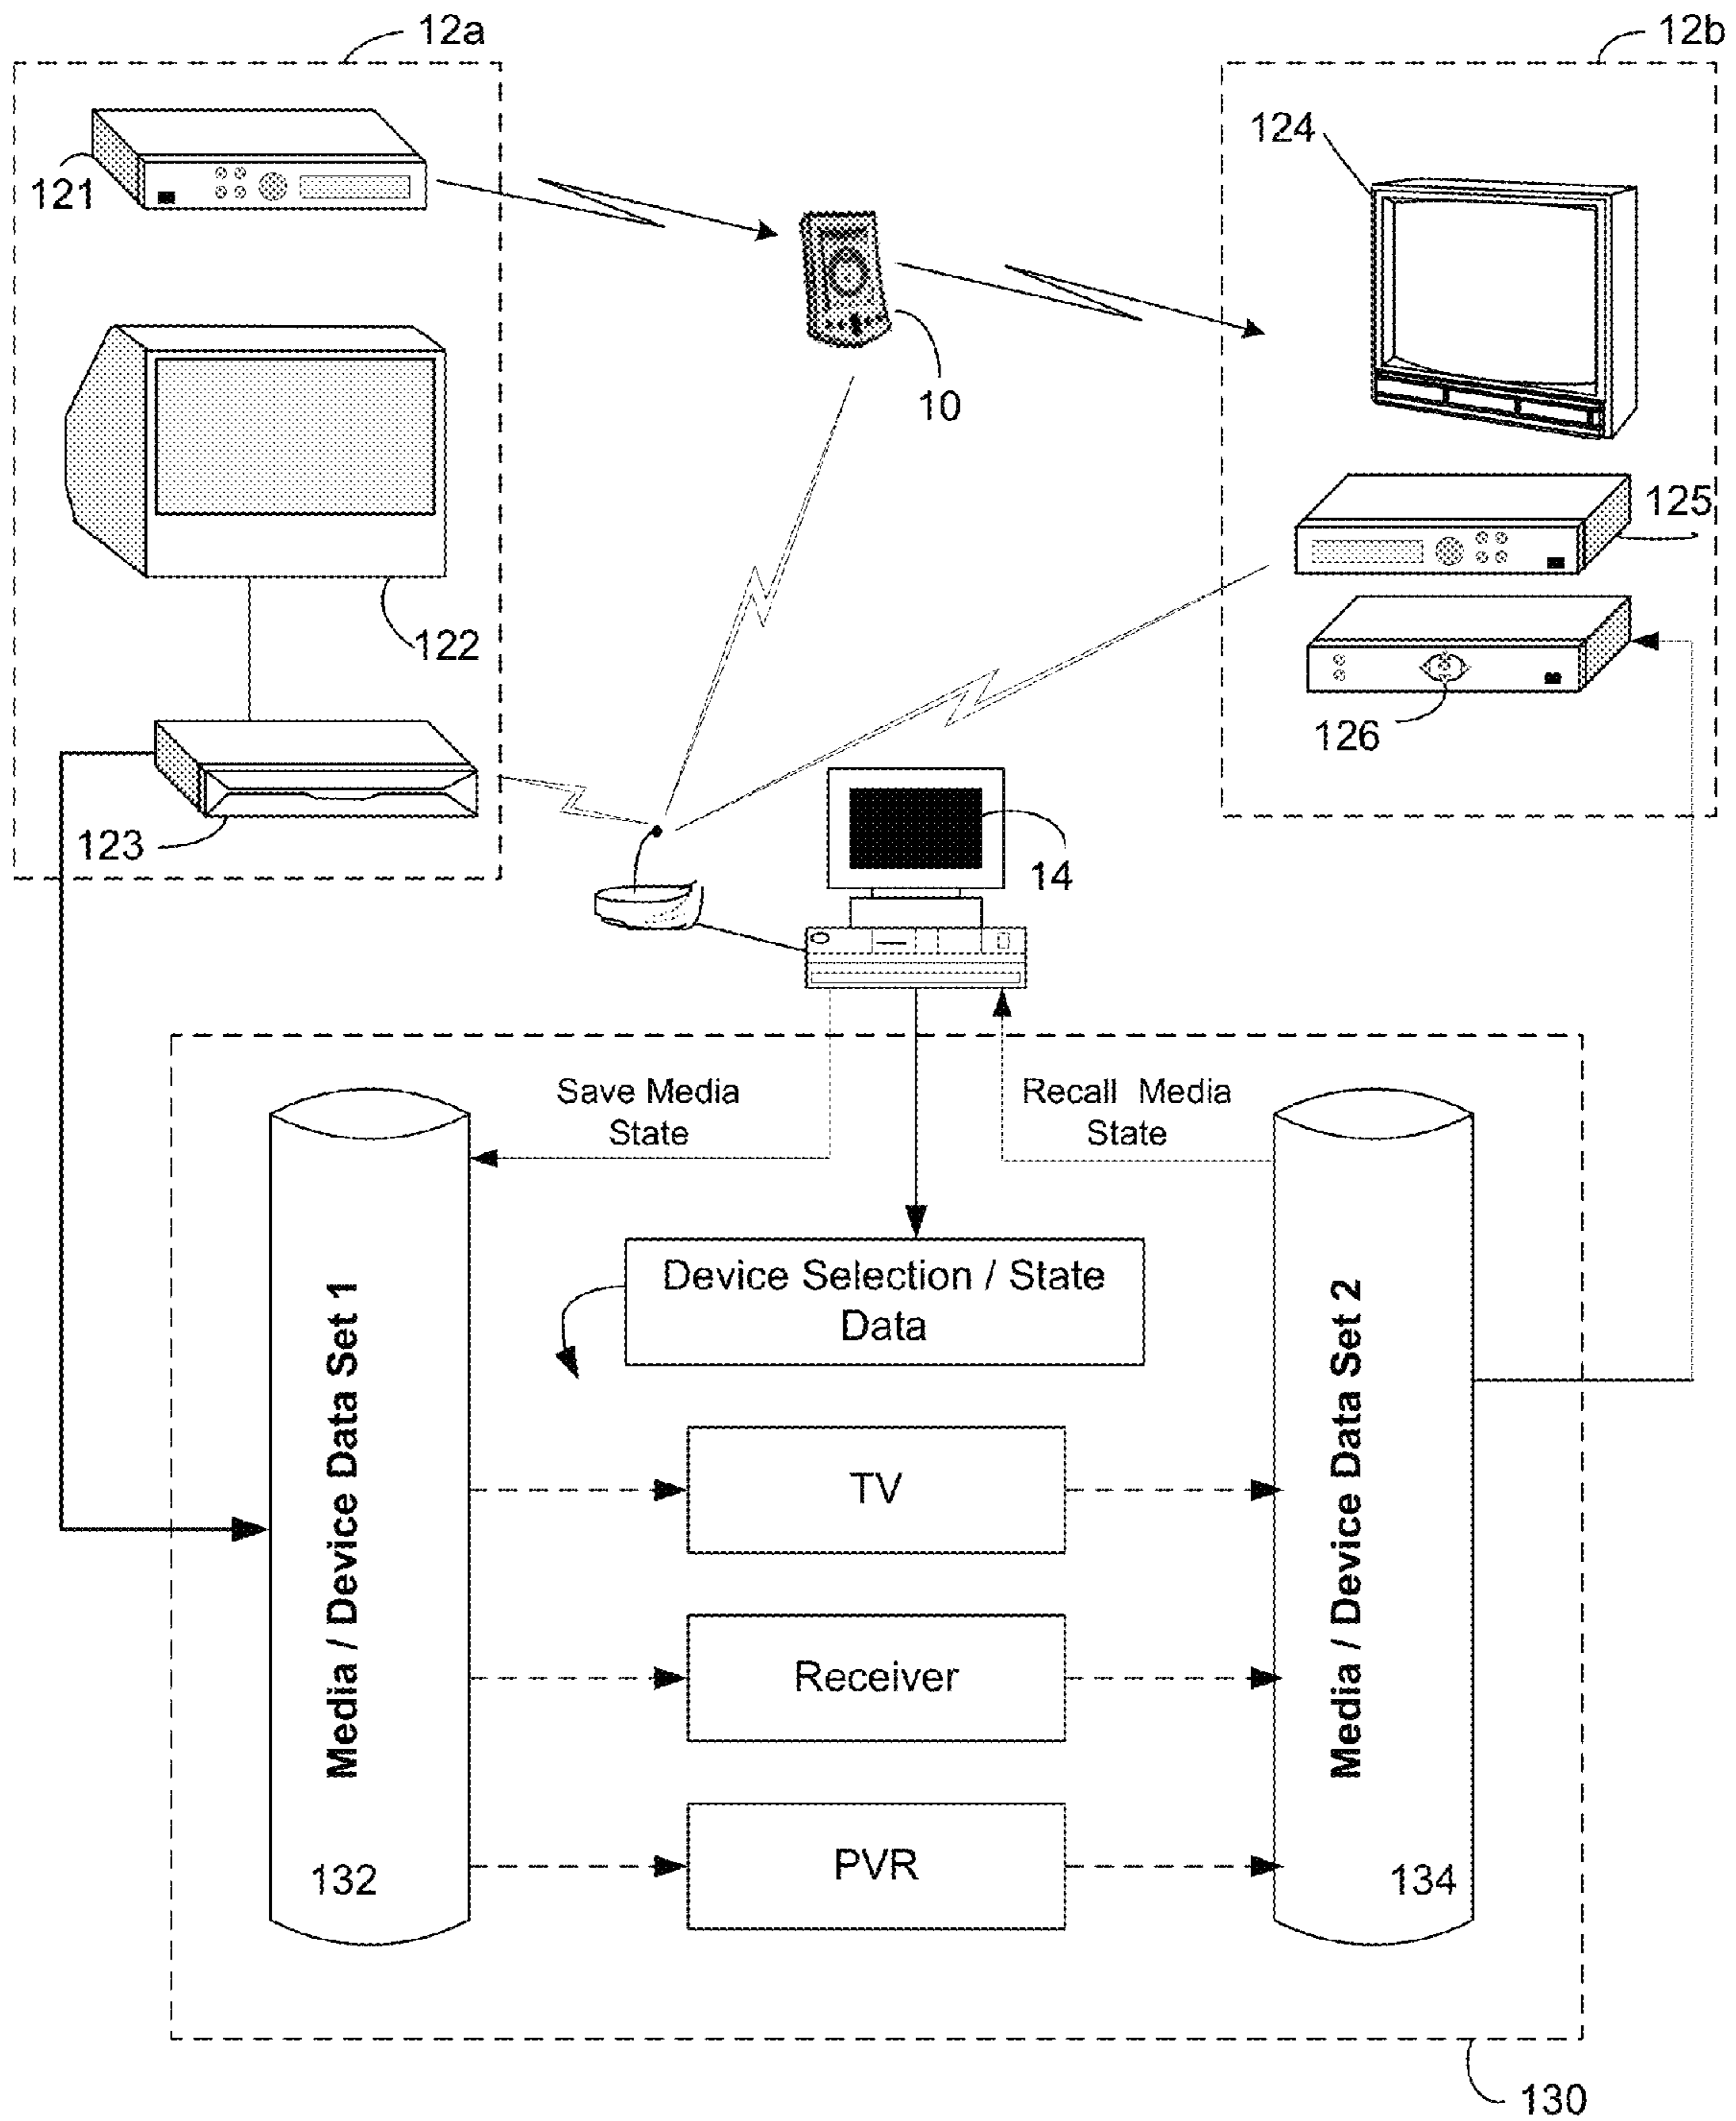 12a
12b
121
124
10
125
122
126
123
14
Save Media
State
Recall Media
State
Device Selection / State
Data
Media / Device Data Set 1
Media / Device Data Set 2
TV
Receiver
PVR
132
134
130